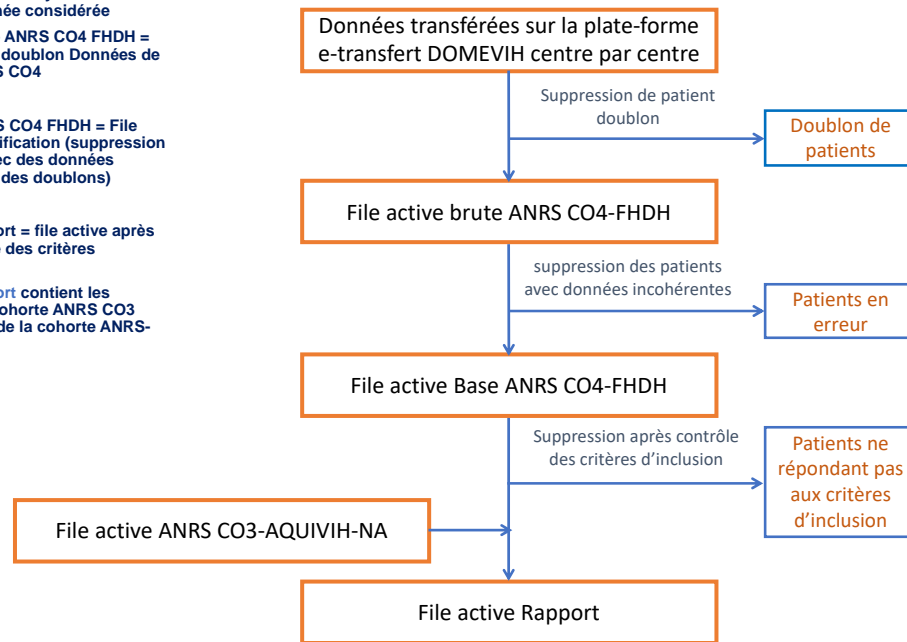 née considérée
ANRS CO4 FHDH =
doublon Données de
S CO4
S CO4 FHDH = File
ification (suppression
ec des données
des doublons)
ort = file active après
des critères
ort contient les
ohorte ANRS CO3
de la cohorte ANRS-
Données transférées sur la plate-forme
e-transfert DOMEVIH centre par centre
Suppression de patient
doublon
Doublon de
patients
File active brute ANRS CO4-FHDH
suppression des patients
avec données incohérentes
Patients en
erreur
File active Base ANRS CO4-FHDH
Suppression après contrôle
des critères d’inclusion
Patients ne
répondant pas
aux critères
d’inclusion
File active ANRS CO3-AQUIVIH-NA
File active Rapport